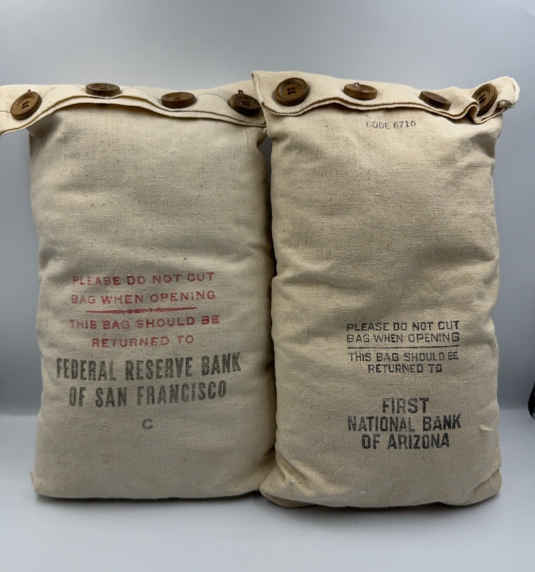 PLEASE DO NOT CUT
BAG WHEN OPENING
THIS BAG SHOULD BE
RETURNED TO
FEDERAL RESERVE BANK
OF SAN FRANCISCO
C
CODE 6716
PLEASE DO NOT CUT
BAG WHEN OPENING
THIS BAG SHOULD BE
RETURNED TO
FIRST
NATIONAL BANK
OF ARIZONA